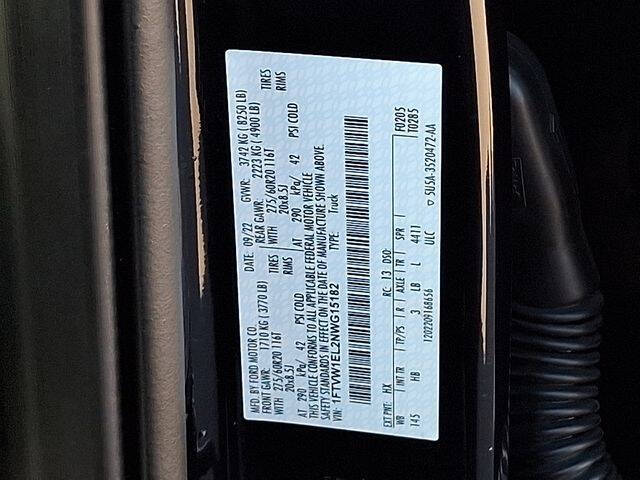 MFD. BY FORD MOTOR CO.
DATE: 09/22 GVWR: 3742 KG ( 8250 LB)
FRONT GAWR: 1710 KG ( 3770 LB) REAR GAWR: 2223 KG ( 4900 LB)
WITH 275/60R20 116T TIRES WITH 275/60R20 116T TIRES
20x8.5J RIMS 20x8.5J RIMS
AT 290 kPa/ 42 PSI COLD AT 290 kPa/ 42 PSI COLD
THIS VEHICLE CONFORMS TO ALL APPLICABLE FEDERAL MOTOR VEHICLE
SAFETY STANDARDS IN EFFECT ON THE DATE OF MANUFACTURE SHOWN ABOVE.
VIN: 1FTVW1EL2NWG15182 TYPE: Truck
EXT PNT: HX RC: 13 DSO: F0205
T0285
WB INT TR TP/PS R AXLE TR SPR
145 HB 3 LB L 4411
ULC
1202209168656 5U5A-3520472-AA